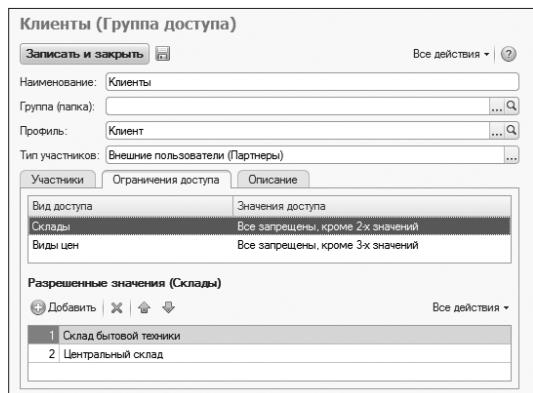 Клиенты (Группа доступа)
Записать и закрыть Все действия ?
Наименование: Клиенты
Группа (папка): ...
Профиль: Клиент ...
Тип участников: Внешние пользователи (Партнеры) ...
Участники Ограничения доступа Описание
Вид доступа Значения доступа
Склады Все запрещены, кроме 2-х значений
Виды цен Все запрещены, кроме 3-х значений
Разрешенные значения (Склады)
Добавить Все действия
1 Склад бытовой техники
2 Центральный склад